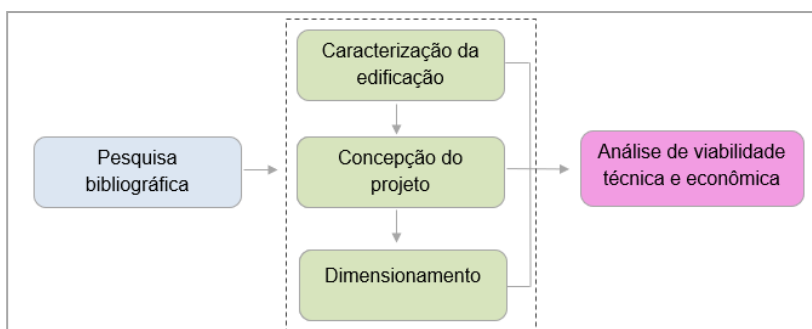 Caracterização da
edificação
Pesquisa
bibliográfica
Concepção do
projeto
Análise de viabilidade
técnica e econômica
Dimensionamento